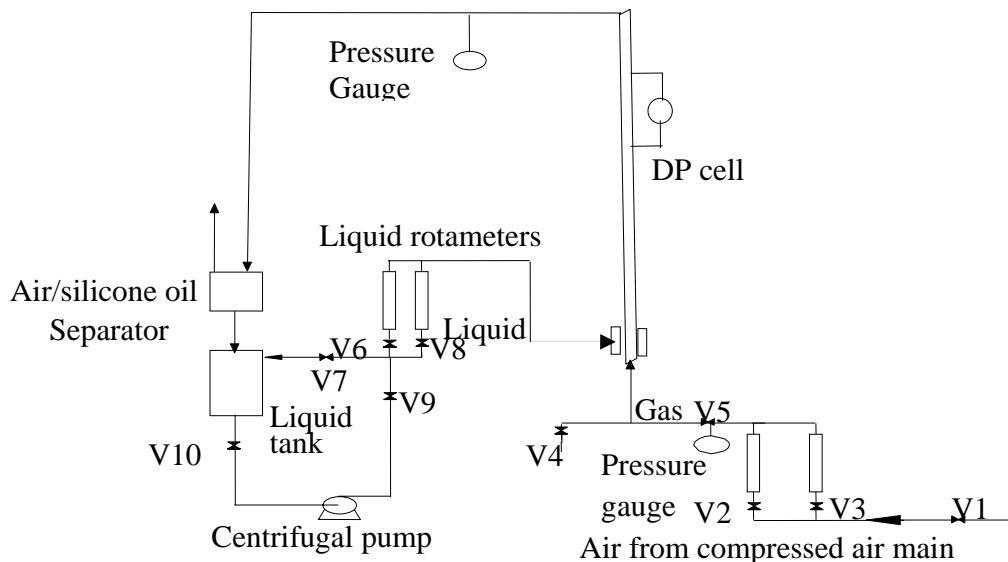 Pressure
Gauge
DP cell
Liquid rotameters
Air/silicone oil
Separator
Liquid
V6
V8
V7
V9
Liquid
tank
V10
Gas
V5
V4
Pressure
gauge
V2
V3
V1
Centrifugal pump
Air from compressed air main